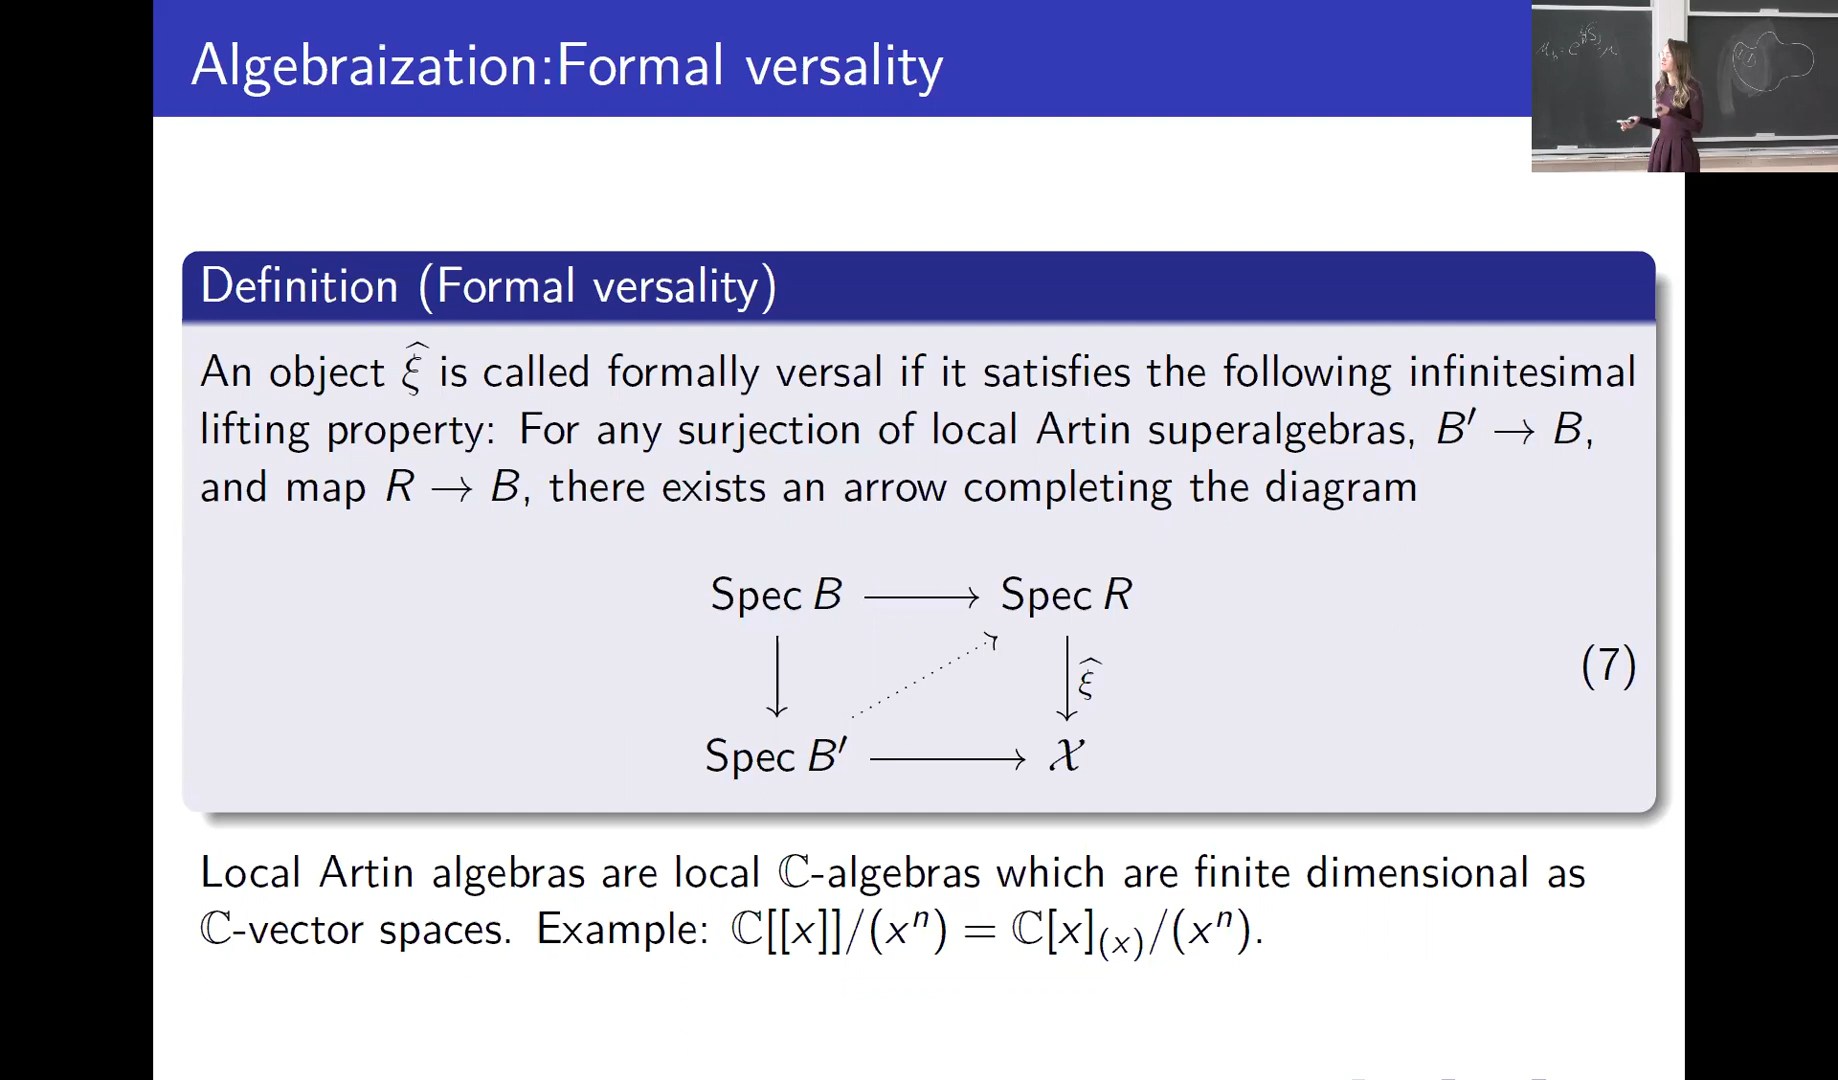 Algebraization:Formal versality
Definition (Formal versality)
An object ξ̂ is called formally versal if it satisfies the following infinitesimal
lifting property: For any surjection of local Artin superalgebras, B′ → B,
and map R → B, there exists an arrow completing the diagram
Spec B → Spec R
ξ̂
(7)
Spec B′ → 𝒳
Local Artin algebras are local ℂ-algebras which are finite dimensional as
ℂ-vector spaces. Example: ℂ[[x]]/(xⁿ) = ℂ[x]₍ₓ₎/(xⁿ).